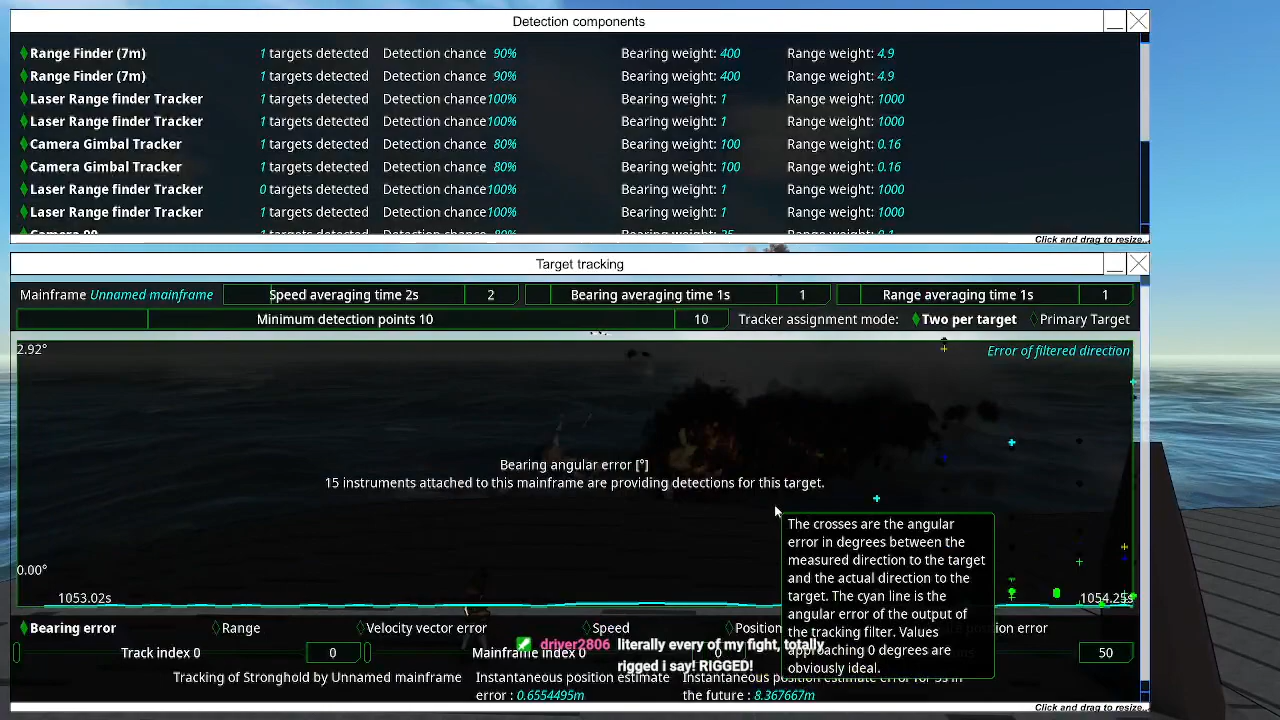 Detection components
Range Finder (7m) 1 targets detected Detection chance 90% Bearing weight: 400 Range weight: 4.9
Range Finder (7m) 1 targets detected Detection chance 90% Bearing weight: 400 Range weight: 4.9
Laser Range finder Tracker 1 targets detected Detection chance 100% Bearing weight: 1 Range weight: 1000
Laser Range finder Tracker 1 targets detected Detection chance 100% Bearing weight: 1 Range weight: 1000
Camera Gimbal Tracker 1 targets detected Detection chance 80% Bearing weight: 100 Range weight: 0.16
Camera Gimbal Tracker 1 targets detected Detection chance 80% Bearing weight: 100 Range weight: 0.16
Laser Range finder Tracker 0 targets detected Detection chance 100% Bearing weight: 1 Range weight: 1000
Laser Range finder Tracker 1 targets detected Detection chance 100% Bearing weight: 1 Range weight: 1000
Click and drag to resize..
Target tracking
Mainframe Unnamed mainframe Speed averaging time 2s 2 Bearing averaging time 1s 1 Range averaging time 1s 1
Minimum detection points 10 10 Tracker assignment mode: Two per target Primary Target
2.92° Error of filtered direction
Bearing angular error [°]
15 instruments attached to this mainframe are providing detections for this target.
The crosses are the angular
error in degrees between the
measured direction to the target
and the actual direction to the
target. The cyan line is the
angular error of the output of
the tracking filter. Values
approaching 0 degrees are
obviously ideal.
0.00°
1053.02s 1054.25s
Bearing error Range Velocity vector error Speed Position error
Track index 0 0 Mainframe index 0 50
driver2806 literally every of my fight, totally
rigged i say! RIGGED!
Tracking of Stronghold by Unnamed mainframe
Instantaneous position estimate
error : 0.6554495m
Instantaneous position estimate error for 5s in
the future : 8.367667m
Click and drag to resize..